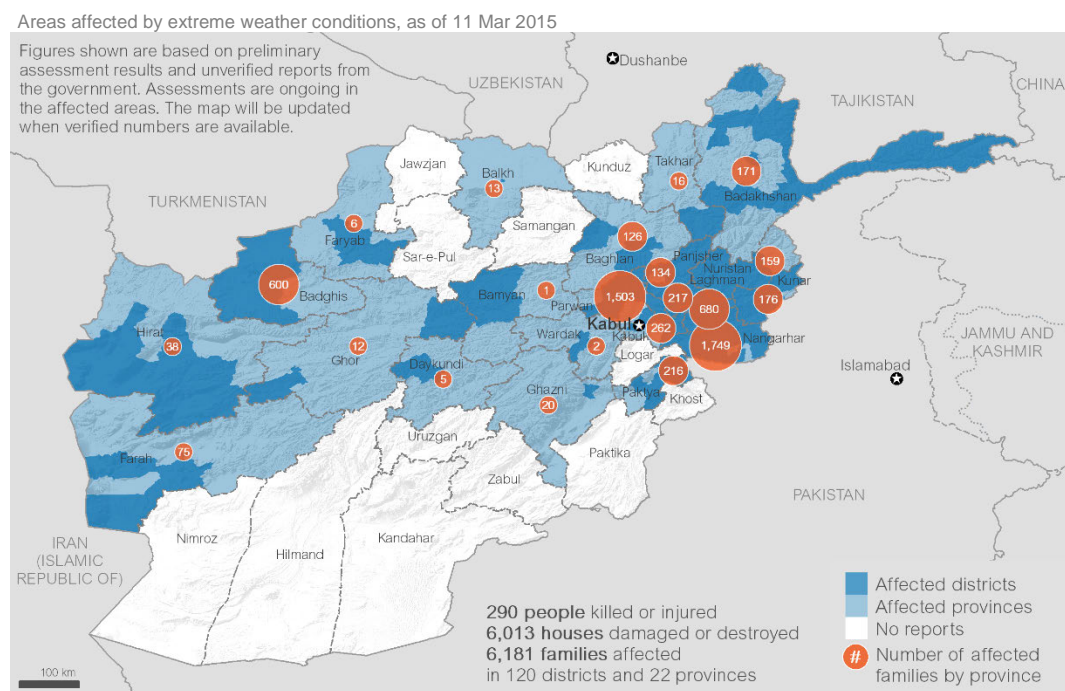 Areas affected by extreme weather conditions, as of 11 Mar 2015
Figures shown are based on preliminary
assessment results and unverified reports from
the government. Assessments are ongoing in
the affected areas. The map will be updated
when verified numbers are available.
Dushanbe
UZBEKISTAN
CHINA
TAJIKISTAN
TURKMENISTAN
Jawzjan
Balkh
13
Kunduz
Takhar
16
171
Badakhshan
6
Faryab
Samangan
Sar-e-Pul
126
Baghlan
Panjsher
134
Nuristan
159
Laghman
Kunar
600
Badghis
Bamyan
1
Parwan
1,503
217
680
176
Kabul
Kabul
262
Hirat
38
12
Ghor
Wardak
2
1,749
Nangarhar
Logar
Daykundi
5
216
Ghazni
20
Paktya
Khost
JAMMU AND
KASHMIR
Islamabad
Uruzgan
Paktika
75
Farah
Zabul
PAKISTAN
Nimroz
Hilmand
Kandahar
IRAN
(ISLAMIC
REPUBLIC OF)
290 people killed or injured
6,013 houses damaged or destroyed
6,181 families affected
in 120 districts and 22 provinces
Affected districts
Affected provinces
No reports
# Number of affected
families by province
100 km